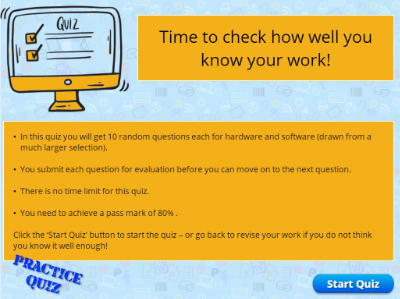 QUIZ
Time to check how well you
know your work!
• In this quiz you will get 10 random questions each for hardware and software (drawn from a
much larger selection).
• You submit each question for evaluation before you can move on to the next question.
• There is no time limit for this quiz.
• You need to achieve a pass mark of 80% .
Click the 'Start Quiz' button to start the quiz – or go back to revise your work if you do not think
you know it well enough!
PRACTICE
QUIZ
Start Quiz